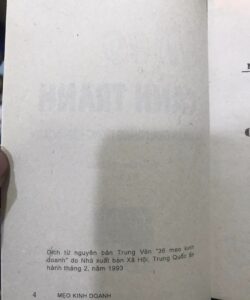 Dịch từ nguyên bản Trung Văn "36 mẹo kinh
doanh" do Nhà xuất bản Xã Hội, Trung Quốc ấn
hành tháng 2, năm 1993
4 MẸO KINH DOANH